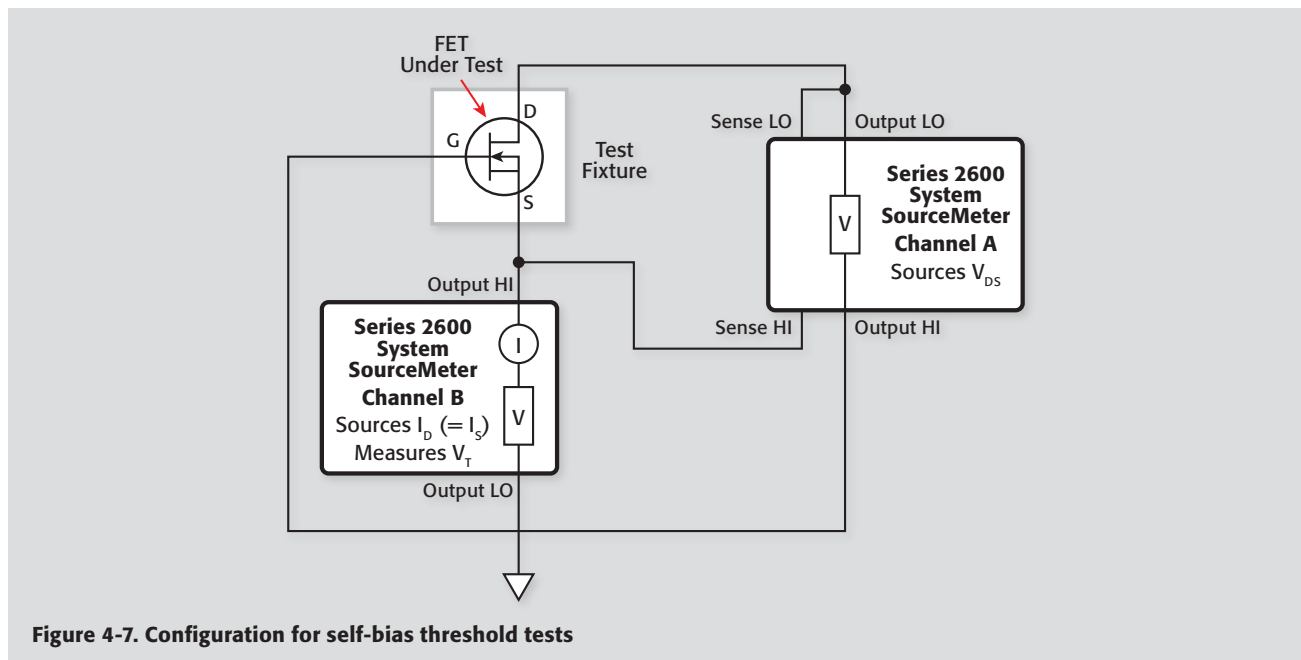 FET
Under Test
D
G
S
Test
Fixture
Sense LO
Output LO
Series 2600
System
SourceMeter
Channel A
Sources V_DS
V
Sense HI
Output HI
Output HI
Series 2600
System
SourceMeter
Channel B
Sources I_D (= I_S)
Measures V_T
I
V
Output LO
Figure 4-7. Configuration for self-bias threshold tests